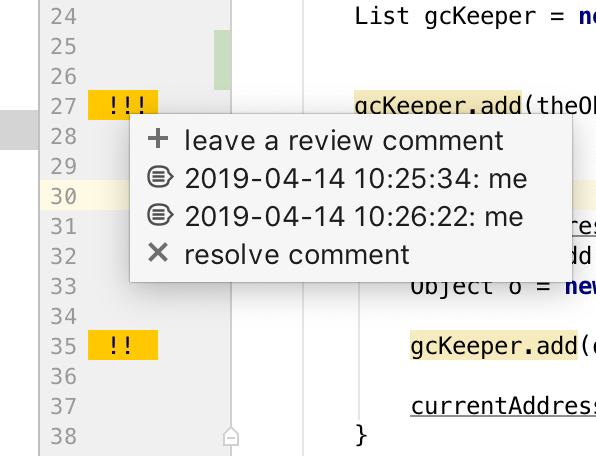 24 List gcKeeper = ne
25
26
27 !!! gcKeeper.add(theOb
28
leave a review comment
29
2019-04-14 10:25:34: me
30
2019-04-14 10:26:22: me
31
resolve comment
32
33 Object o = new
34
35 !! gcKeeper.add(
36
37 currentAddres
38 }